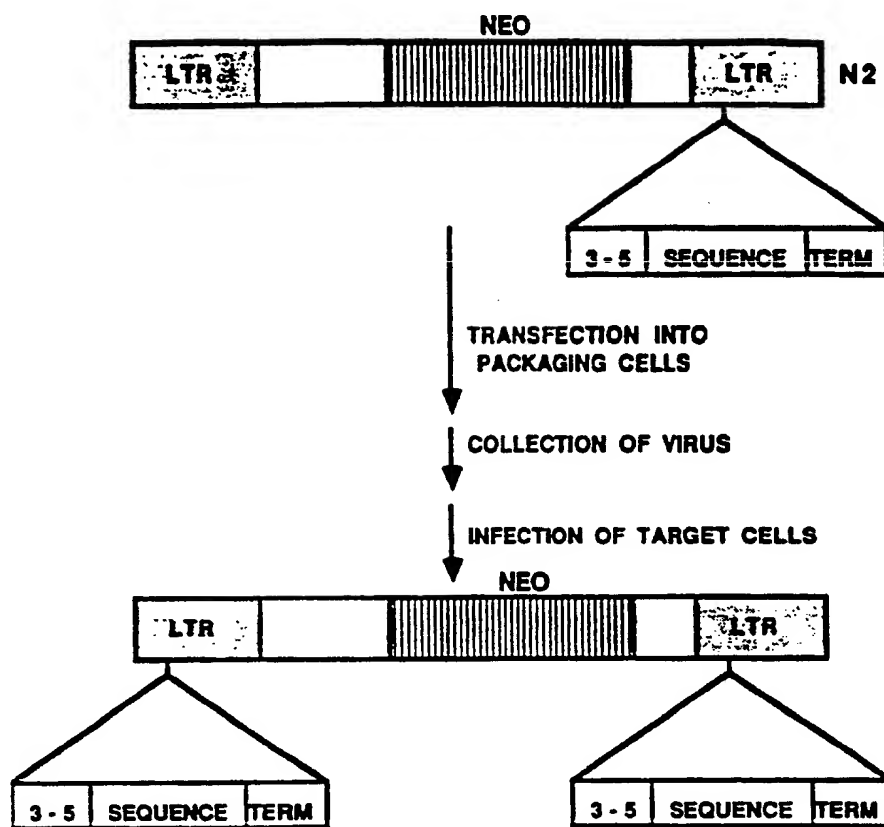 NEO
LTR LTR N2
3-5 SEQUENCE TERM
TRANSFECTION INTO
PACKAGING CELLS
COLLECTION OF VIRUS
INFECTION OF TARGET CELLS
NEO
LTR LTR
3-5 SEQUENCE TERM 3-5 SEQUENCE TERM